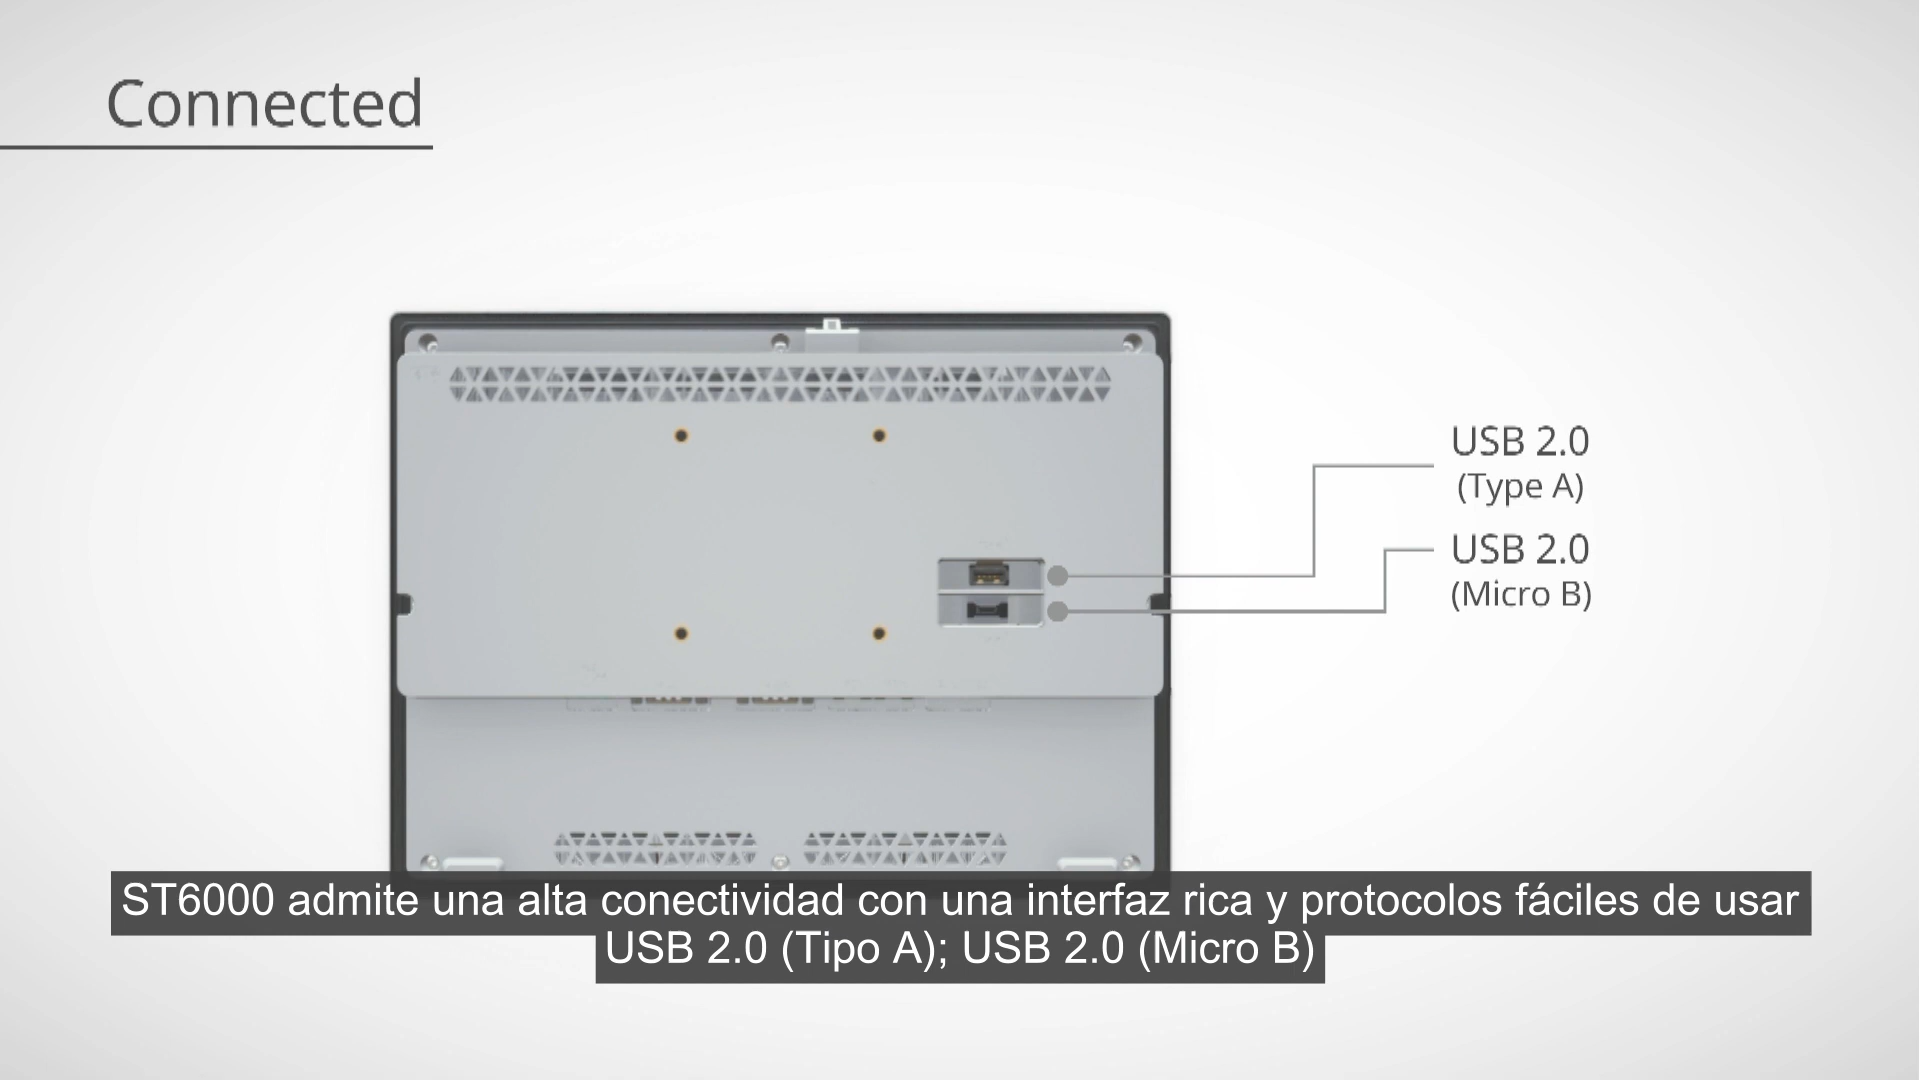 Connected
USB 2.0
(Type A)
USB 2.0
(Micro B)
ST6000 admite una alta conectividad con una interfaz rica y protocolos fáciles de usar
USB 2.0 (Tipo A); USB 2.0 (Micro B)